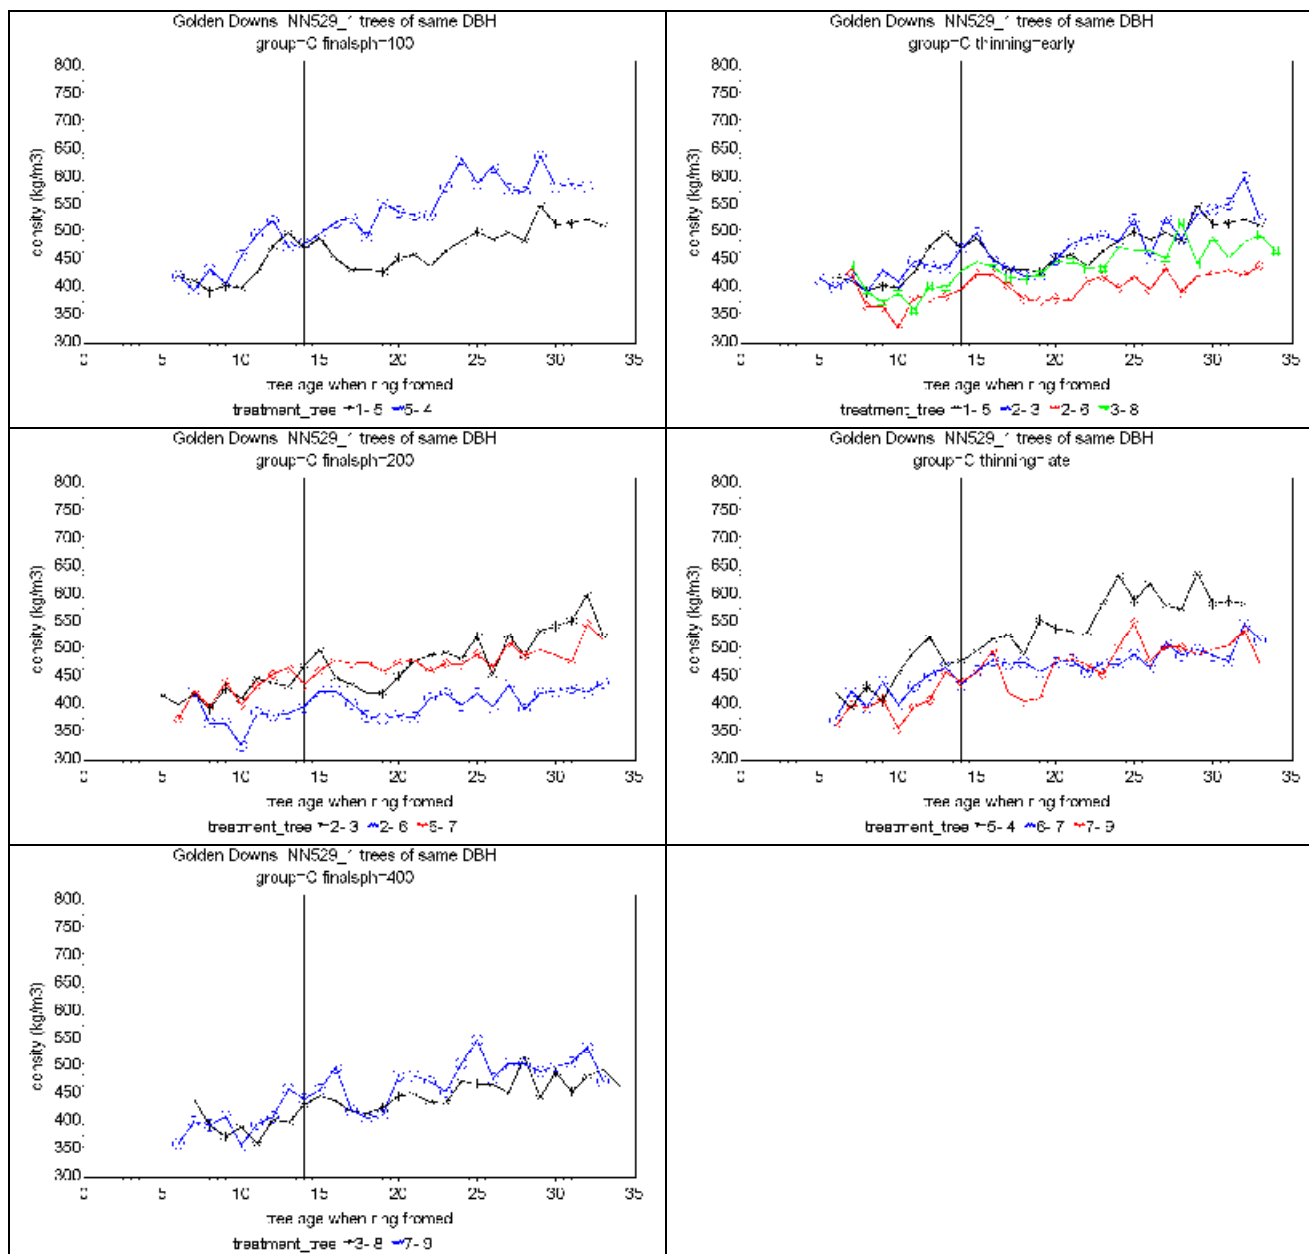 Golden Downs NN529_1 trees of same DBH
group=C finalsph=100
density (kg/m3)
800
750
700
650
600
550
500
450
400
350
300
0 5 10 15 20 25 30 35
tree age when ring fromed
treatment_tree 1-5 5-4
Golden Downs NN529_1 trees of same DBH
group=C thinning=early
density (kg/m3)
800
750
700
650
600
550
500
450
400
350
300
0 5 10 15 20 25 30 35
tree age when ring fromed
treatment_tree 1-5 2-3 2-6 3-8
Golden Downs NN529_1 trees of same DBH
group=C finalsph=200
density (kg/m3)
800
750
700
650
600
550
500
450
400
350
300
0 5 10 15 20 25 30 35
tree age when ring fromed
treatment_tree 2-3 2-6 6-7
Golden Downs NN529_1 trees of same DBH
group=C thinning=late
density (kg/m3)
800
750
700
650
600
550
500
450
400
350
300
0 5 10 15 20 25 30 35
tree age when ring fromed
treatment_tree 5-4 6-7 7-9
Golden Downs NN529_1 trees of same DBH
group=C finalsph=400
density (kg/m3)
800
750
700
650
600
550
500
450
400
350
300
0 5 10 15 20 25 30 35
tree age when ring fromed
treatment_tree 3-8 7-9